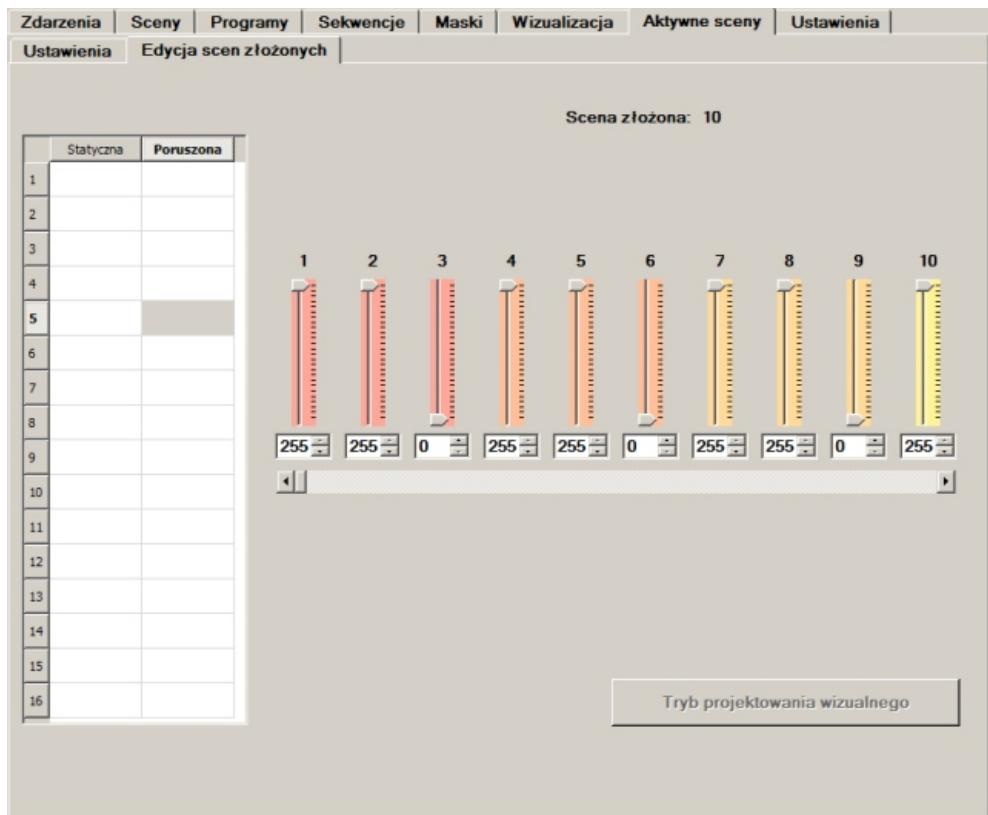 Zdarzenia Sceny Programy Sekwencje Maski Wizualizacja Aktywne sceny Ustawienia
Ustawienia Edycja scen złożonych
Scena złożona: 10
Statyczna Poruszona
1
2
3
4
5
6
7
8
9
10
11
12
13
14
15
16
1 2 3 4 5 6 7 8 9 10
255 255 0 255 255 0 255 255 0 255
Tryb projektowania wizualnego